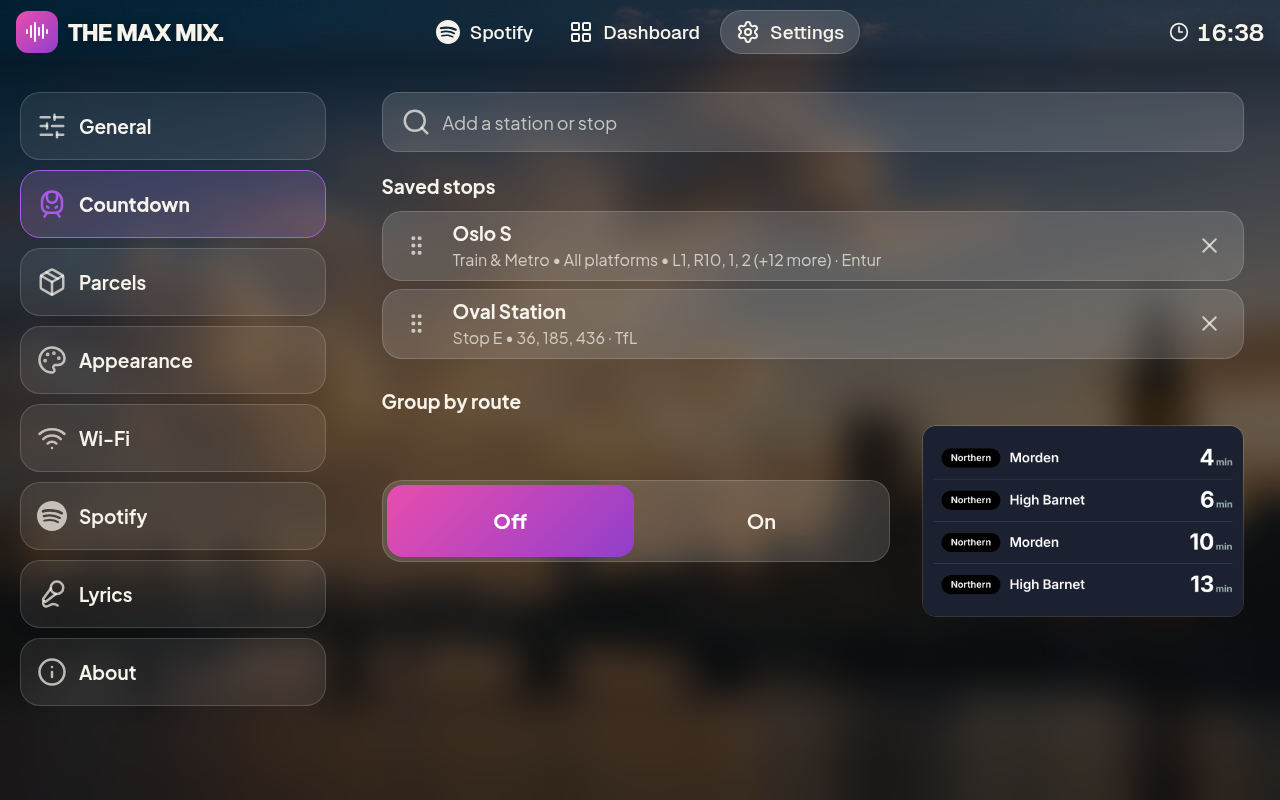 THE MAX MIX.
Spotify
Dashboard
Settings
16:38
General
Countdown
Parcels
Appearance
Wi-Fi
Spotify
Lyrics
About
Add a station or stop
Saved stops
Oslo S
Train & Metro • All platforms • L1, R10, 1, 2 (+12 more) · Entur
Oval Station
Stop E • 36, 185, 436 · TfL
Group by route
Off
On
Northern Morden 4 min
Northern High Barnet 6 min
Northern Morden 10 min
Northern High Barnet 13 min